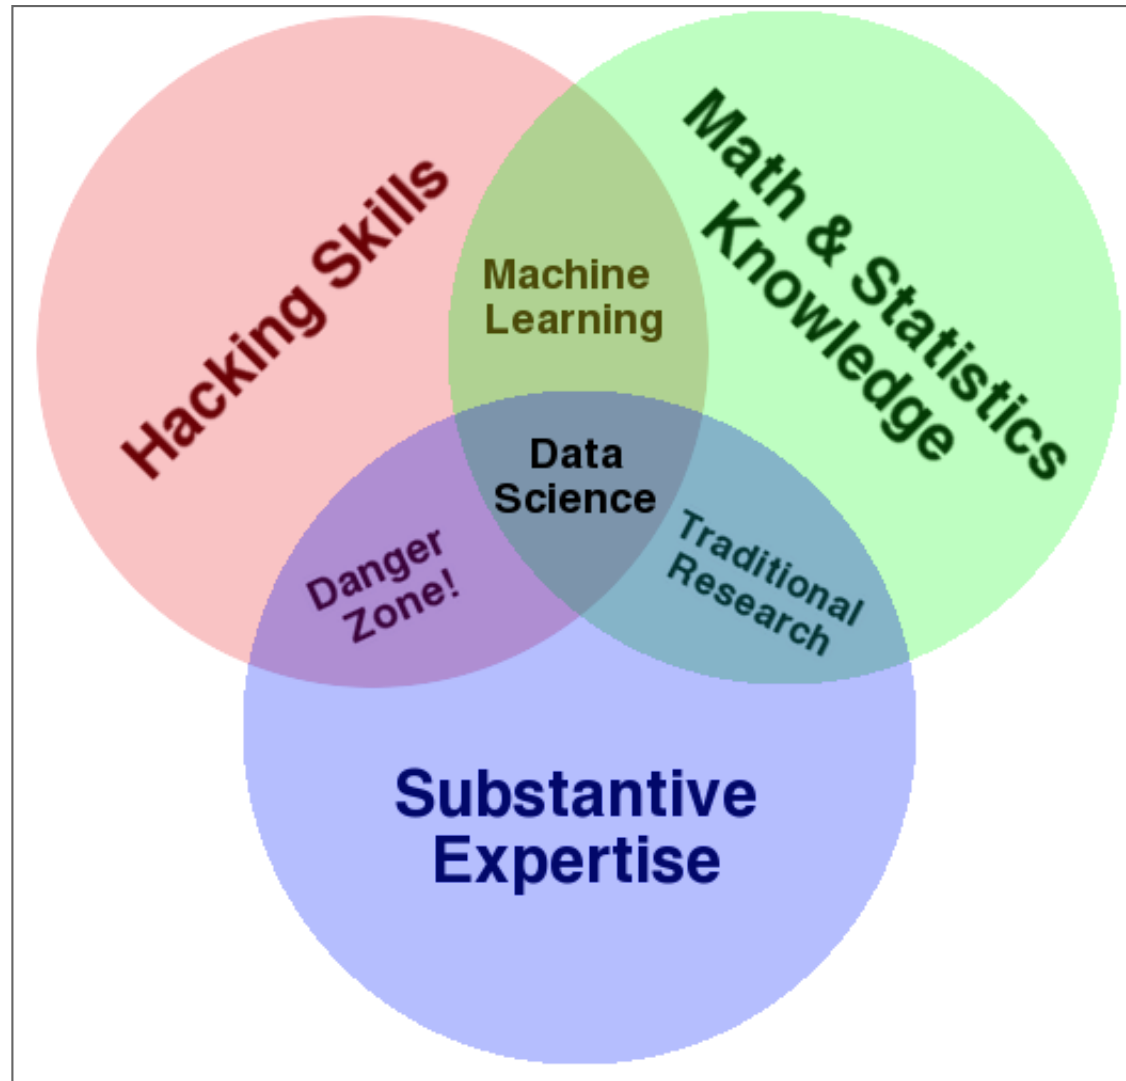 Hacking Skills
Math & Statistics
Knowledge
Machine
Learning
Data
Science
Danger
Zone!
Traditional
Research
Substantive
Expertise